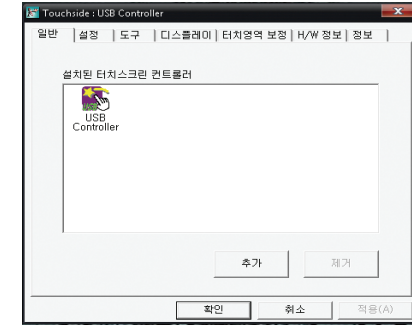 Touchside : USB Controller
일반 설정 도구 디스플레이 터치영역 보정 H/W 정보 정보
설치된 터치스크린 컨트롤러
USB
Controller
추가 제거
확인 취소 적용(A)